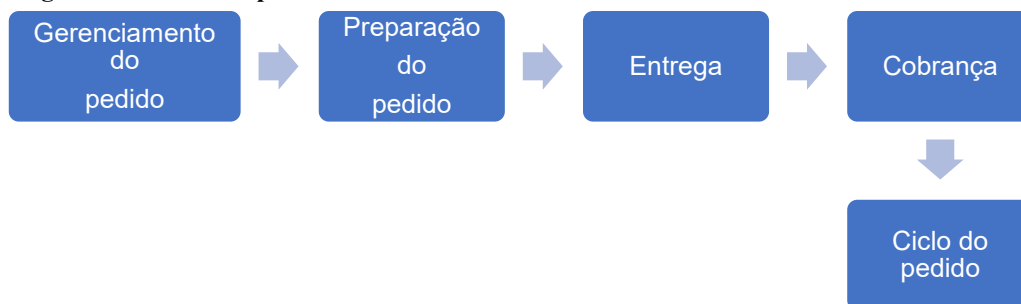 Gerenciamento
do
pedido
Preparação
do
pedido
Entrega
Cobrança
Ciclo do
pedido